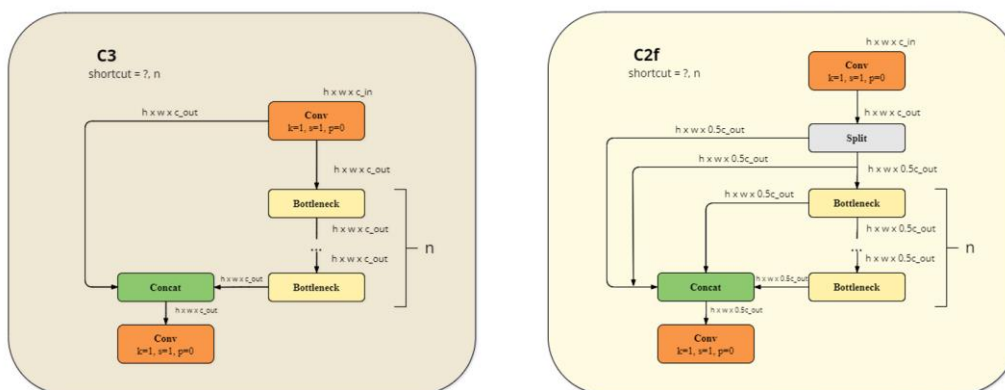 C3
shortcut = ?, n
h x w x c_in
h x w x c_out
Conv
k=1, s=1, p=0
h x w x c_out
Bottleneck
h x w x c_out
...
n
h x w x c_out
h x w x c_out
Concat
Bottleneck
h x w x c_out
Conv
k=1, s=1, p=0
C2f
shortcut = ?, n
h x w x c_in
Conv
k=1, s=1, p=0
h x w x c_out
h x w x 0.5c_out
Split
h x w x 0.5c_out
h x w x 0.5c_out
h x w x 0.5c_out
Bottleneck
h x w x 0.5c_out
...
n
h x w x 0.5c_out
h x w x 0.5c_out
Concat
Bottleneck
h x w x 0.5c_out
Conv
k=1, s=1, p=0